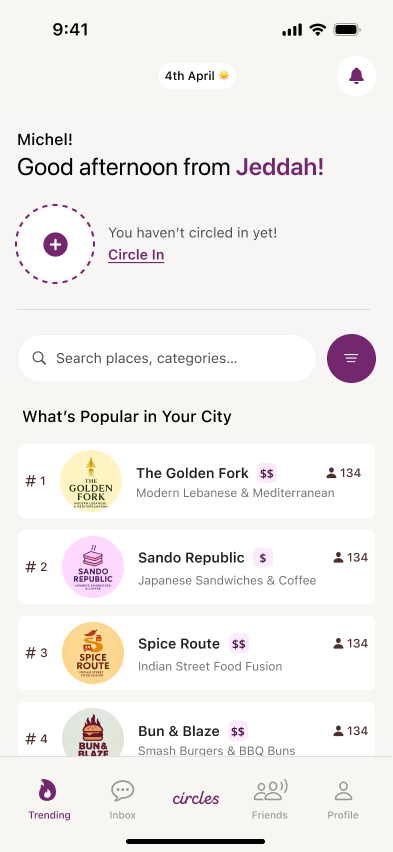 9:41
4th April ☀️
Michel!
Good afternoon from Jeddah!
You haven’t circled in yet!
Circle In
Search places, categories...
What’s Popular in Your City
# 1
THE
GOLDEN
FORK
MODERN LEBANESE
& MEDITERRANEAN
The Golden Fork $$
134
Modern Lebanese & Mediterranean
# 2
SANDO
REPUBLIC
JAPANESE SANDWICHES
& COFFEE
Sando Republic $
134
Japanese Sandwiches & Coffee
# 3
SPICE
ROUTE
INDIAN STREET
FOOD FUSION
Spice Route $$
134
Indian Street Food Fusion
# 4
BUN&
BLAZE
Bun & Blaze $$
134
Smash Burgers & BBQ Buns
Trending
Inbox
circles
Friends
Profile